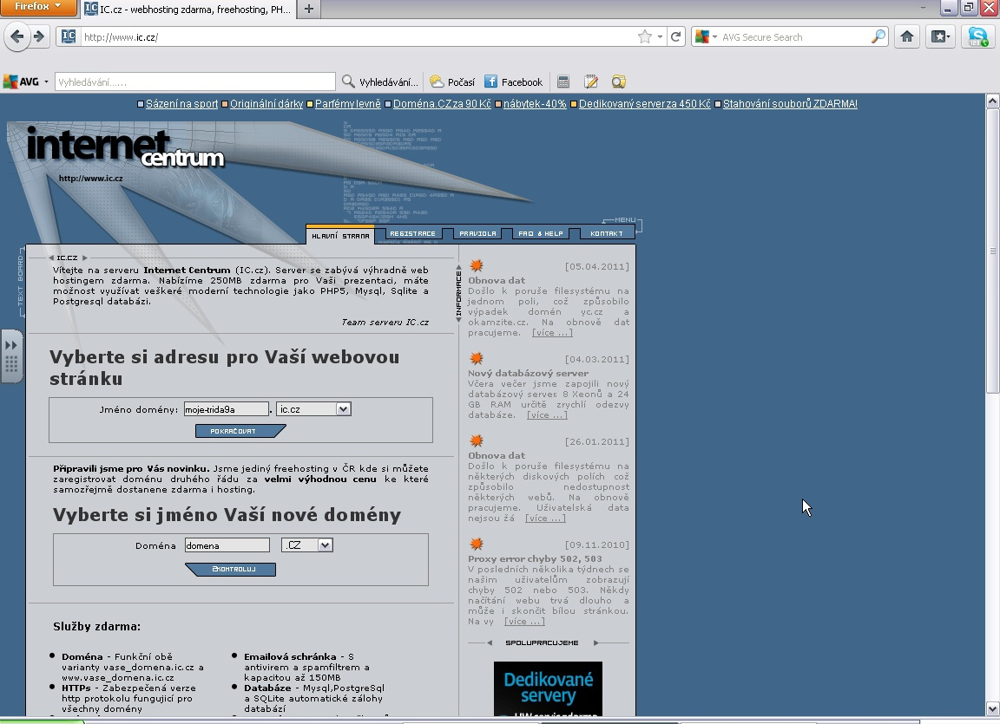 Firefox
IC.cz - webhosting zdarma, freehosting, PH...
http://www.ic.cz/
AVG Secure Search
AVG
Vyhledávání......
Vyhledávání...
Počasí
Facebook
Sázení na sport
Originální dárky
Parfémy levně
Doména.CZ za 90 Kč
nábytek -40%
Dedikovaný server za 450 Kč
Stahování souborů ZDARMA!
internet
centrum
http://www.ic.cz
MENU
HLAVNÍ STRANA
REGISTRACE
PRAVIDLA
FAQ & HELP
KONTAKT
TEXT BOARD
IC.CZ
Vítejte na serveru Internet Centrum (IC.cz). Server se zabývá výhradně web
hostingem zdarma. Nabízíme 250MB zdarma pro Vaši prezentaci, máte
možnost využívat veškeré moderní technologie jako PHP5, Mysql, Sqlite a
Postgresql databázi.
Team serveru IC.cz
Vyberte si adresu pro Vaší webovou
stránku
Jméno domény: moje-trida9a . ic.cz
POKRAČOVAT
Připravili jsme pro Vás novinku. Jsme jediný freehosting v ČR kde si můžete
zaregistrovat doménu druhého řádu za velmi výhodnou cenu ke které
samozřejmě dostanene zdarma i hosting.
Vyberte si jméno Vaší nové domény
Doména domena .CZ
ZKONTROLUJ
Služby zdarma:
Doména - Funkční obě
varianty vase_domena.ic.cz a
www.vase_domena.ic.cz
HTTPs - Zabezpečená verze
http protokolu fungující pro
všechny domény
Emailová schránka - S
antivirem a spamfiltrem a
kapacitou až 150MB
Databáze - Mysql,PostgreSql
a SQLite automatické zálohy
databází
INFORMACE
[05.04.2011]
Obnova dat
Došlo k poruše filesystému na
jednom poli, což způsobilo
výpadek domén yc.cz a
okamzite.cz. Na obnově dat
pracujeme. [více ...]
[04.03.2011]
Nový databázový server
Včera večer jsme zapojili nový
databázový server. 8 Xeonů a 24
GB RAM určitě zrychlí odezvy
databáze. [více ...]
[26.01.2011]
Obnova dat
Došlo k poruše filesystému na
některých diskových polích což
způsobilo nedostupnost
některých webů. Na obnově
pracujeme. Uživatelská data
nejsou žá [více ...]
[09.11.2010]
Proxy error chyby 502, 503
V posledních několika týdnech se
našim uživatelům zobrazují
chyby 502 nebo 503. Někdy
načítání webu trvá dlouho a
může i skončit bílou stránkou.
Na vy [více ...]
SPOLUPRACUJEME
Dedikované
servery
HW servis zdarma